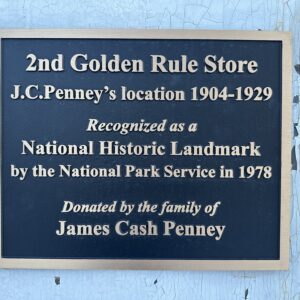 2nd Golden Rule Store
J.C.Penney's location 1904-1929
Recognized as a
National Historic Landmark
by the National Park Service in 1978
Donated by the family of
James Cash Penney